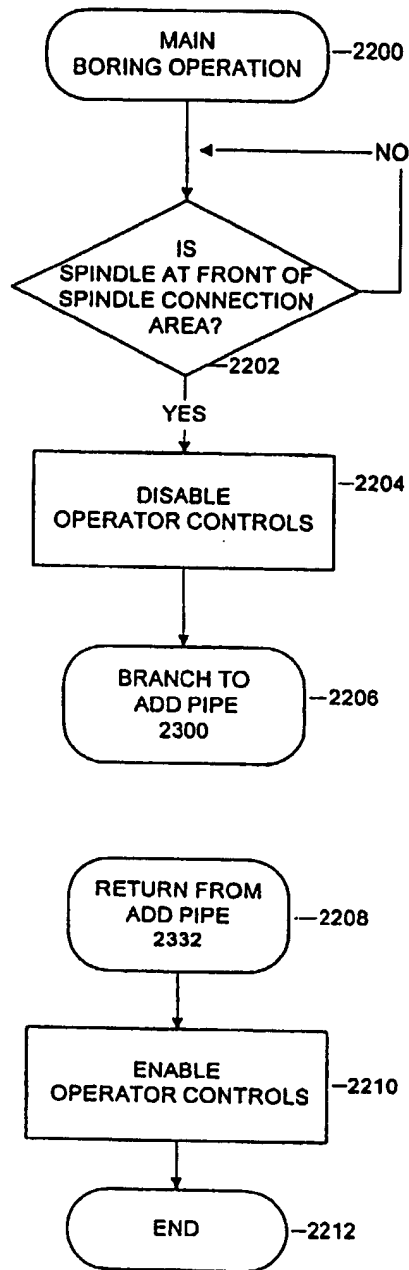 MAIN
BORING OPERATION
2200
NO
IS
SPINDLE AT FRONT OF
SPINDLE CONNECTION
AREA?
2202
YES
DISABLE
OPERATOR CONTROLS
2204
BRANCH TO
ADD PIPE
2300
2206
RETURN FROM
ADD PIPE
2332
2208
ENABLE
OPERATOR CONTROLS
2210
END
2212